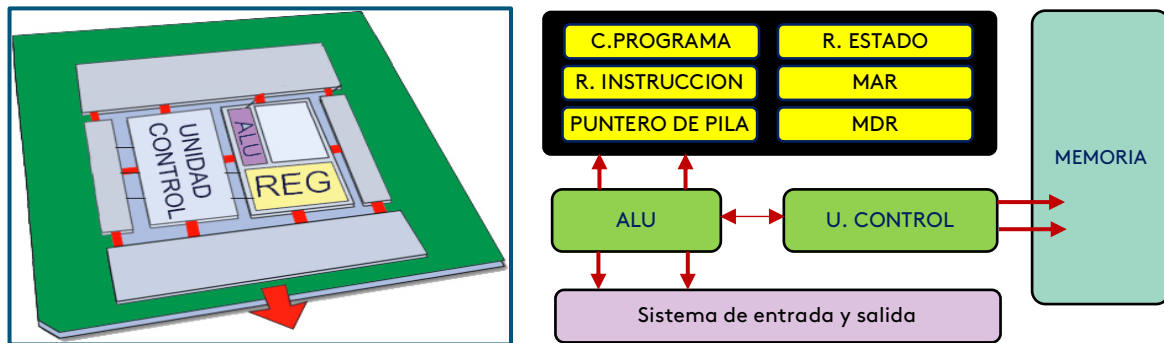 UNIDAD
CONTROL
ALU
REG
C.PROGRAMA
R. ESTADO
R. INSTRUCCION
MAR
PUNTERO DE PILA
MDR
MEMORIA
ALU
U. CONTROL
Sistema de entrada y salida